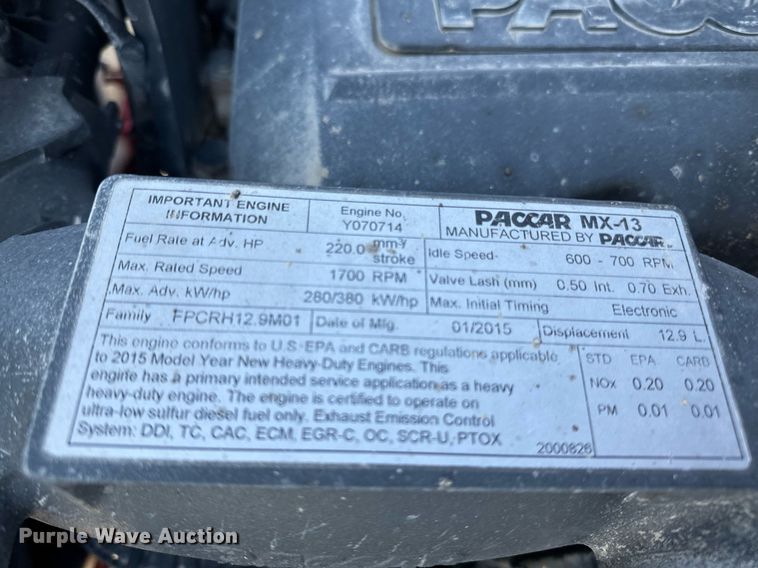 PACCAR
IMPORTANT ENGINE
INFORMATION
Engine No.
Y070714
PACCAR MX-13
MANUFACTURED BY PACCAR
Fuel Rate at Adv. HP
220.0 mm³/
stroke
Idle Speed
600 - 700 RPM
Max. Rated Speed
1700 RPM
Valve Lash (mm)
0.50 Int. 0.70 Exh.
Max. Adv. kW/hp
280/380 kW/hp
Max. Initial Timing
Electronic
Family FPCRH12.9M01
Date of Mfg. 01/2015
Displacement 12.9 L.
This engine conforms to U.S EPA and CARB regulations applicable
to 2015 Model Year New Heavy-Duty Engines. This
engine has a primary intended service application as a heavy
heavy-duty engine. The engine is certified to operate on
ultra-low sulfur diesel fuel only. Exhaust Emission Control
System: DDI, TC, CAC, ECM, EGR-C, OC, SCR-U, PTOX
STD EPA CARB
NOx 0.20 0.20
PM 0.01 0.01
2000826
Purple Wave Auction